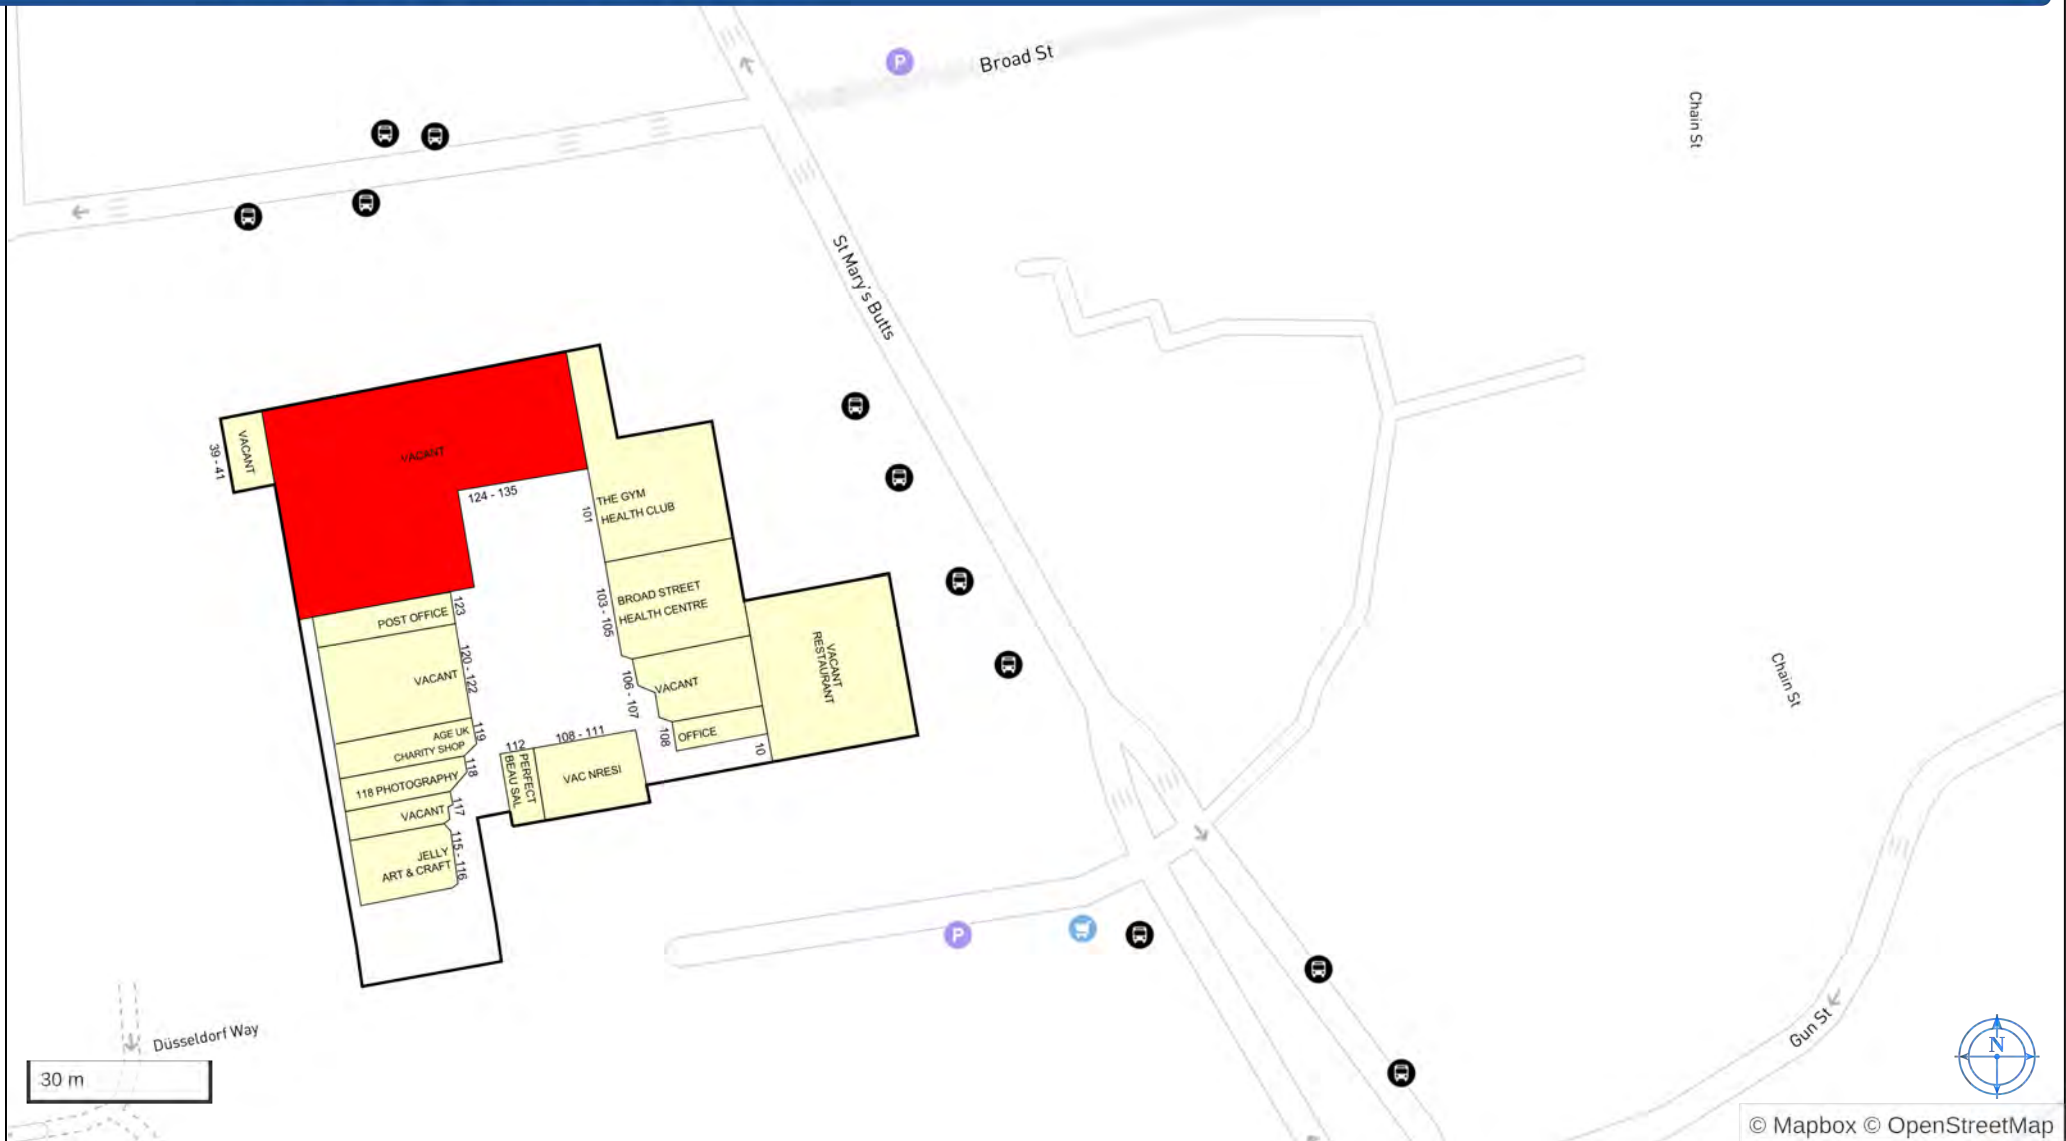 Broad St
P
Chain St
St Mary's Butts
VACANT
39 - 41
VACANT
124 - 135
101
THE GYM
HEALTH CLUB
BROAD STREET
HEALTH CENTRE
103 - 105
123
POST OFFICE
VACANT
120 - 122
VACANT
RESTAURANT
VACANT
106 - 107
OFFICE
108
10
AGE UK
CHARITY SHOP
119
118 PHOTOGRAPHY
118
VACANT
117
JELLY
ART & CRAFT
115 - 116
112
PERFECT
BEAU SAL
108 - 111
VAC NRESI
Chain St
P
Düsseldorf Way
Gun St
N
30 m
© Mapbox © OpenStreetMap